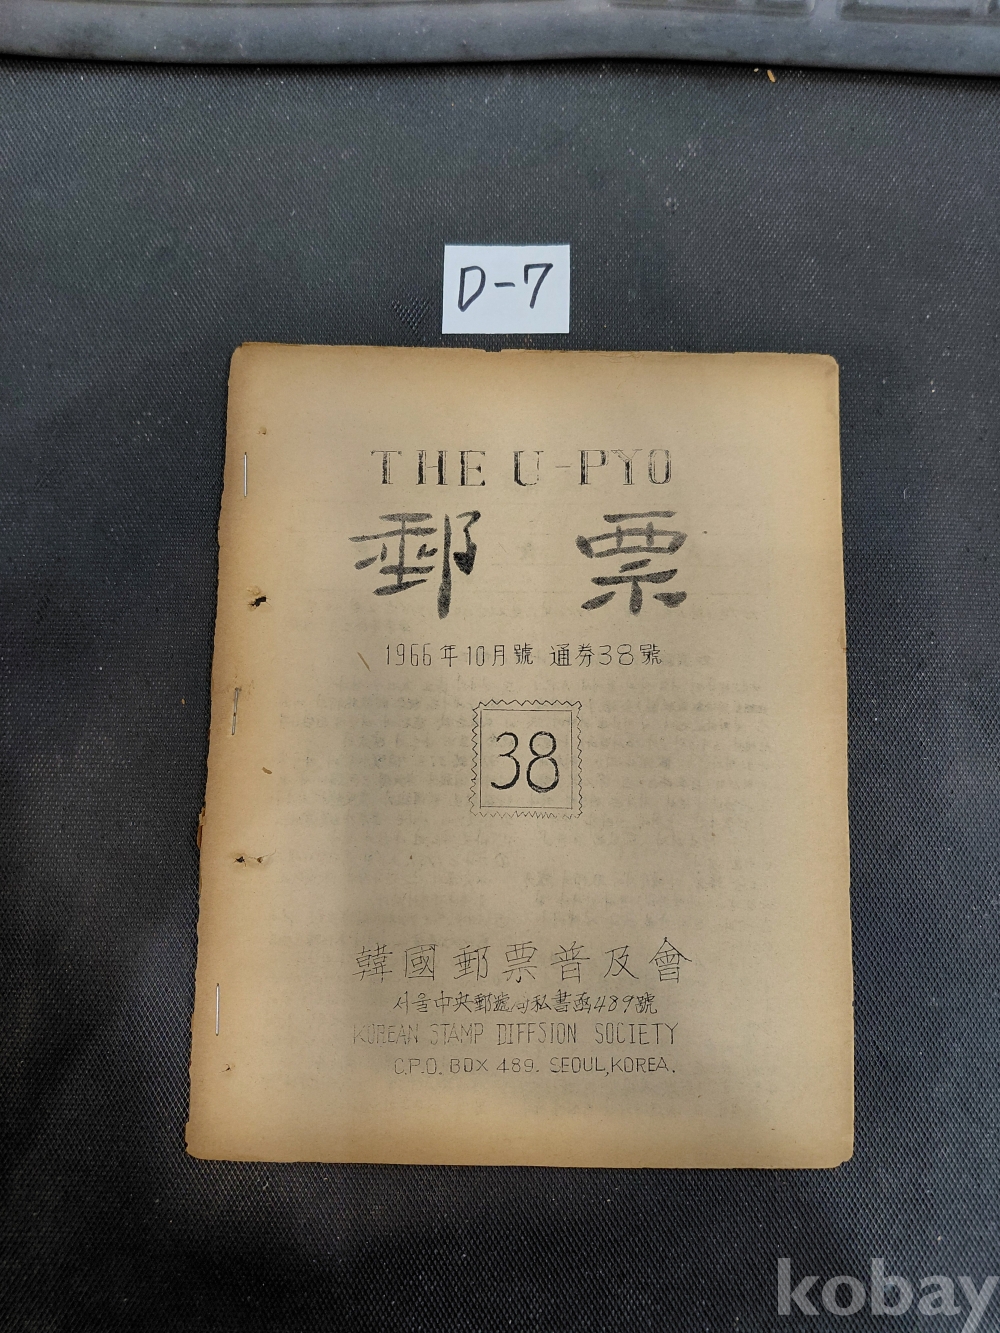 D-7
THE U-PYO
郵票
1966年10月號 通券38號
38
韓國郵票普及會
서울中央郵遞局私書函489號
KOREAN STAMP DIFFSION SOCIETY
C.P.O. BOX 489. SEOUL, KOREA.
kobay